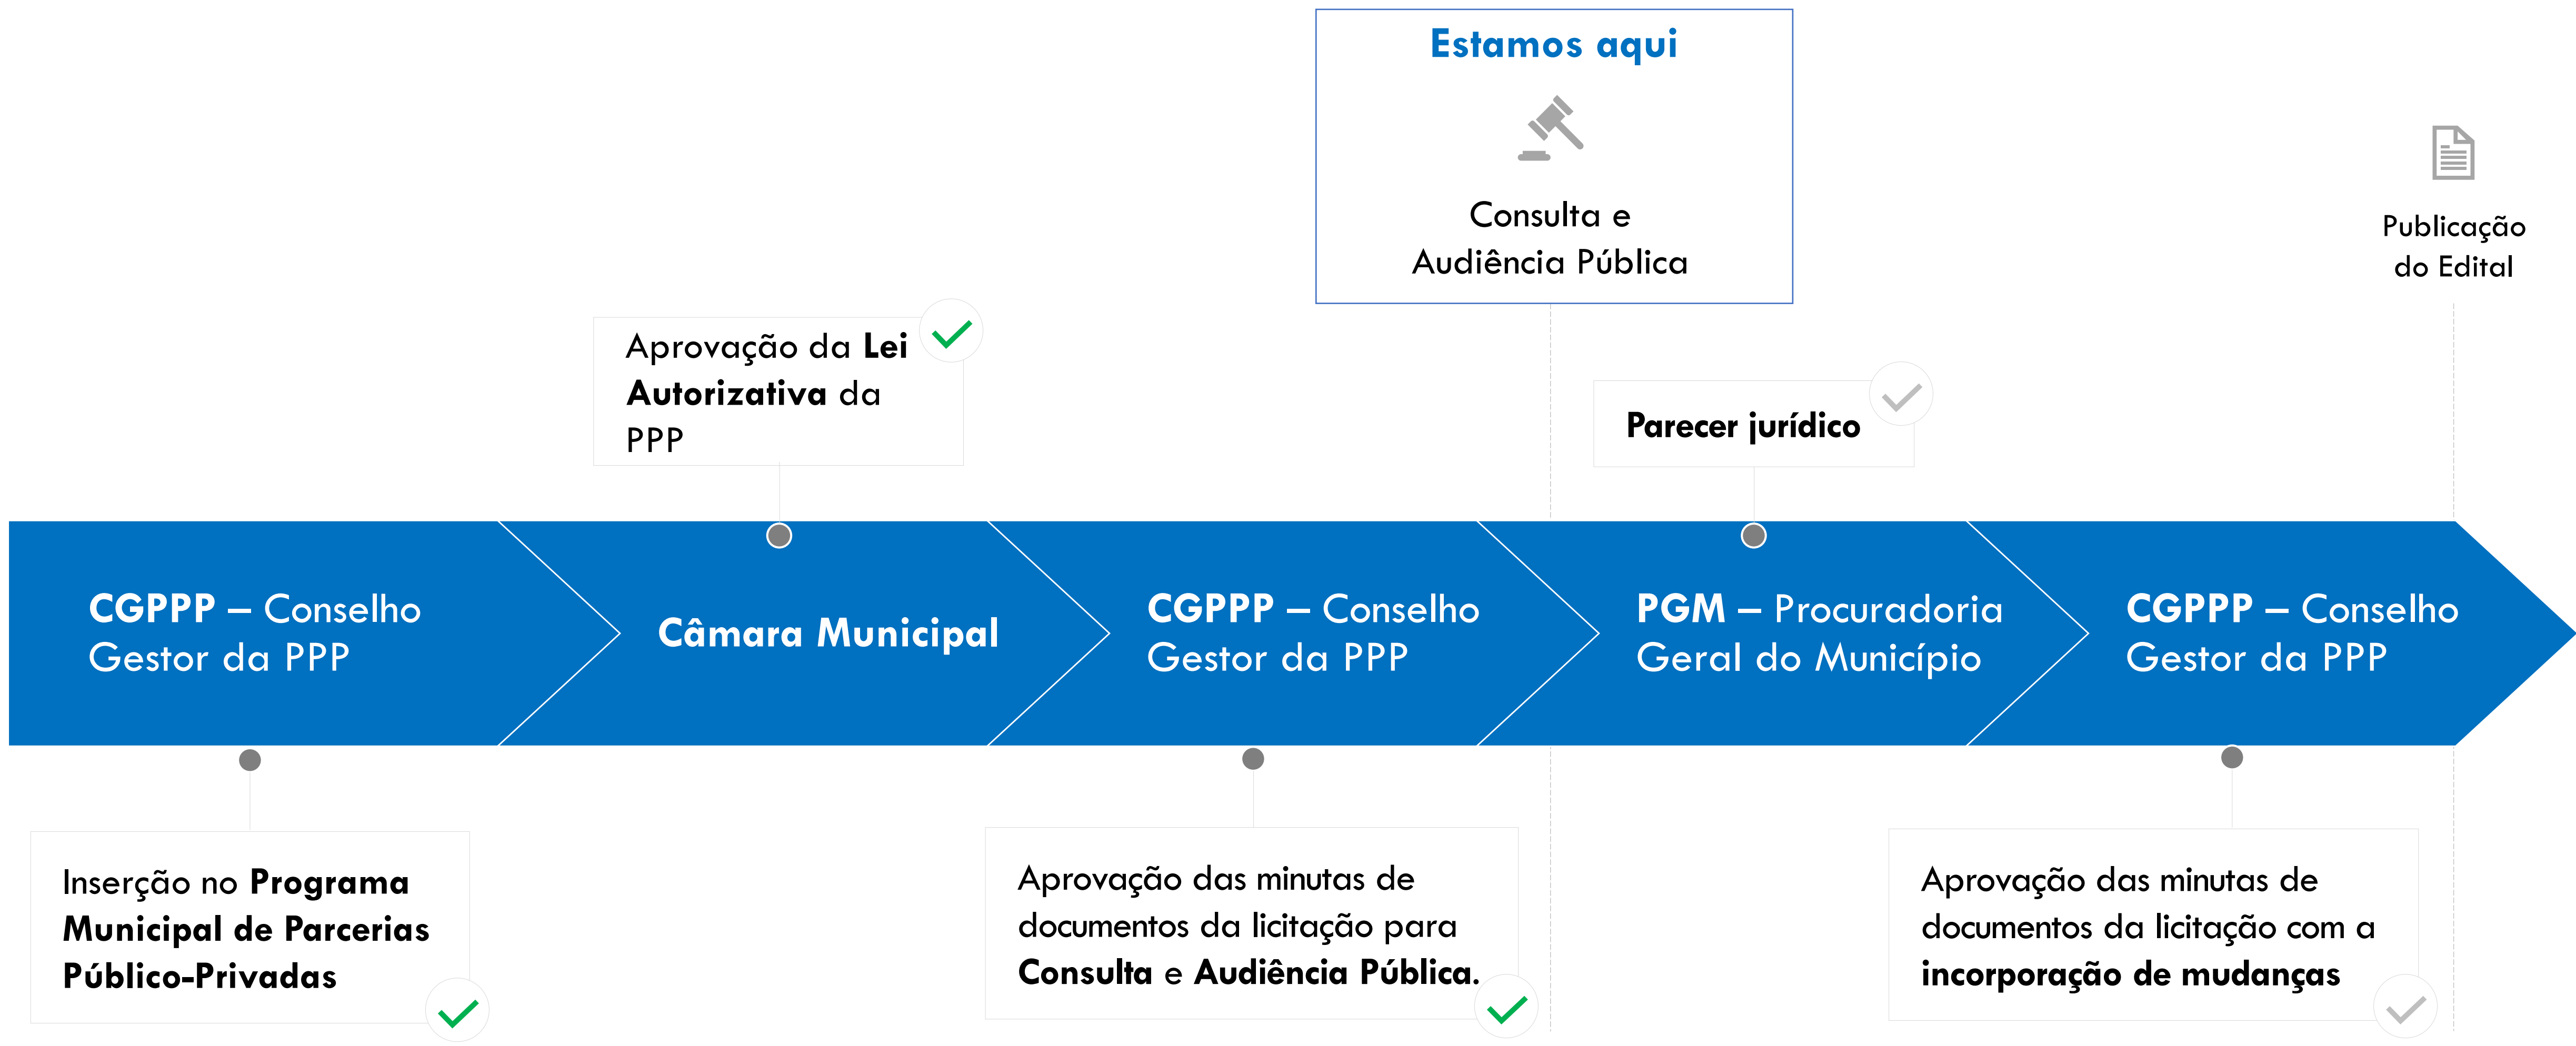 Estamos aqui
Consulta e
Audiência Pública
Publicação
do Edital
Aprovação da Lei
Autorizativa da
PPP
Parecer jurídico
CGPPP – Conselho
Gestor da PPP
Câmara Municipal
CGPPP – Conselho
Gestor da PPP
PGM – Procuradoria
Geral do Município
CGPPP – Conselho
Gestor da PPP
Inserção no Programa
Municipal de Parcerias
Público-Privadas
Aprovação das minutas de
documentos da licitação para
Consulta e Audiência Pública.
Aprovação das minutas de
documentos da licitação com a
incorporação de mudanças